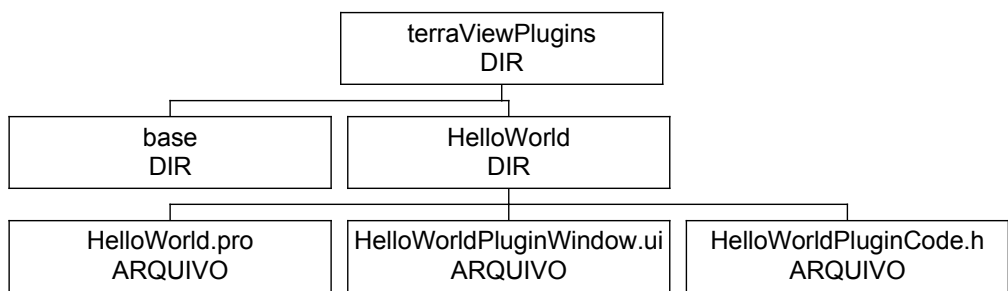 terraViewPlugins
DIR
base
DIR
HelloWorld
DIR
HelloWorld.pro
ARQUIVO
HelloWorldPluginWindow.ui
ARQUIVO
HelloWorldPluginCode.h
ARQUIVO